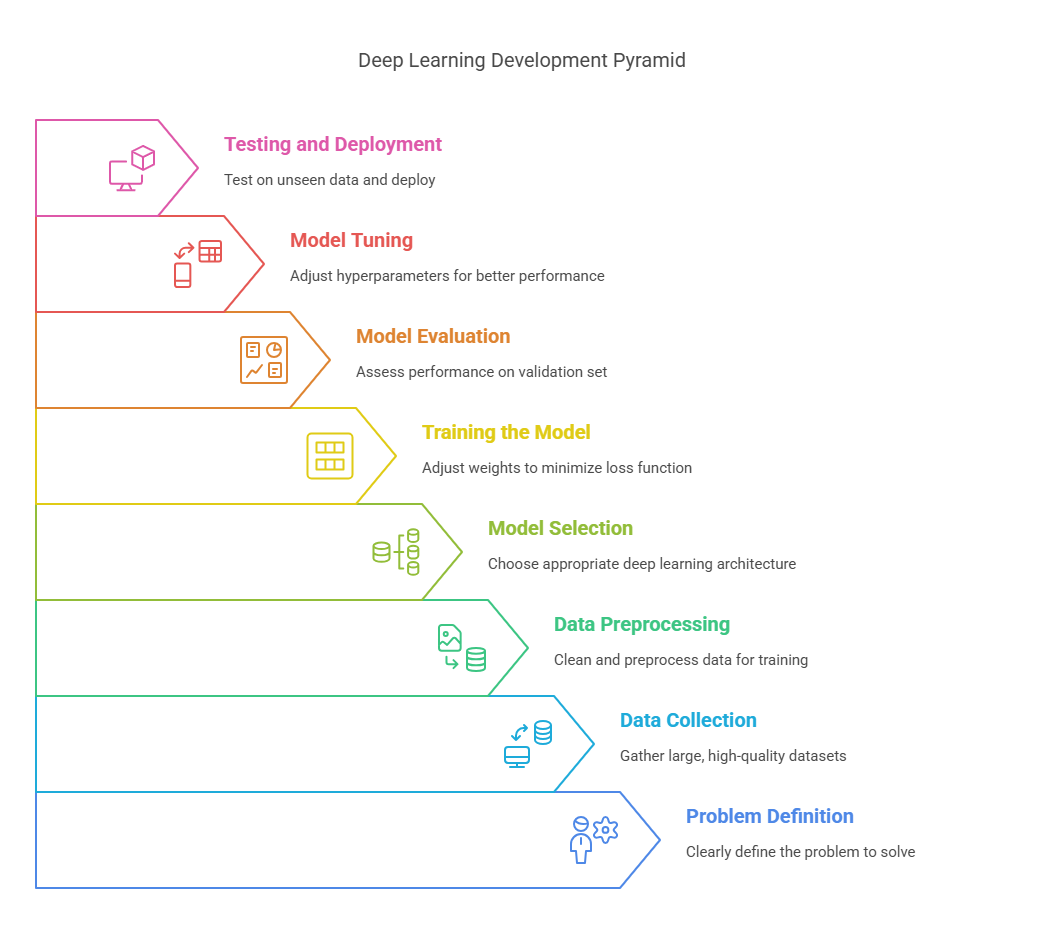 Deep Learning Development Pyramid
Testing and Deployment
Test on unseen data and deploy
Model Tuning
Adjust hyperparameters for better performance
Model Evaluation
Assess performance on validation set
Training the Model
Adjust weights to minimize loss function
Model Selection
Choose appropriate deep learning architecture
Data Preprocessing
Clean and preprocess data for training
Data Collection
Gather large, high-quality datasets
Problem Definition
Clearly define the problem to solve